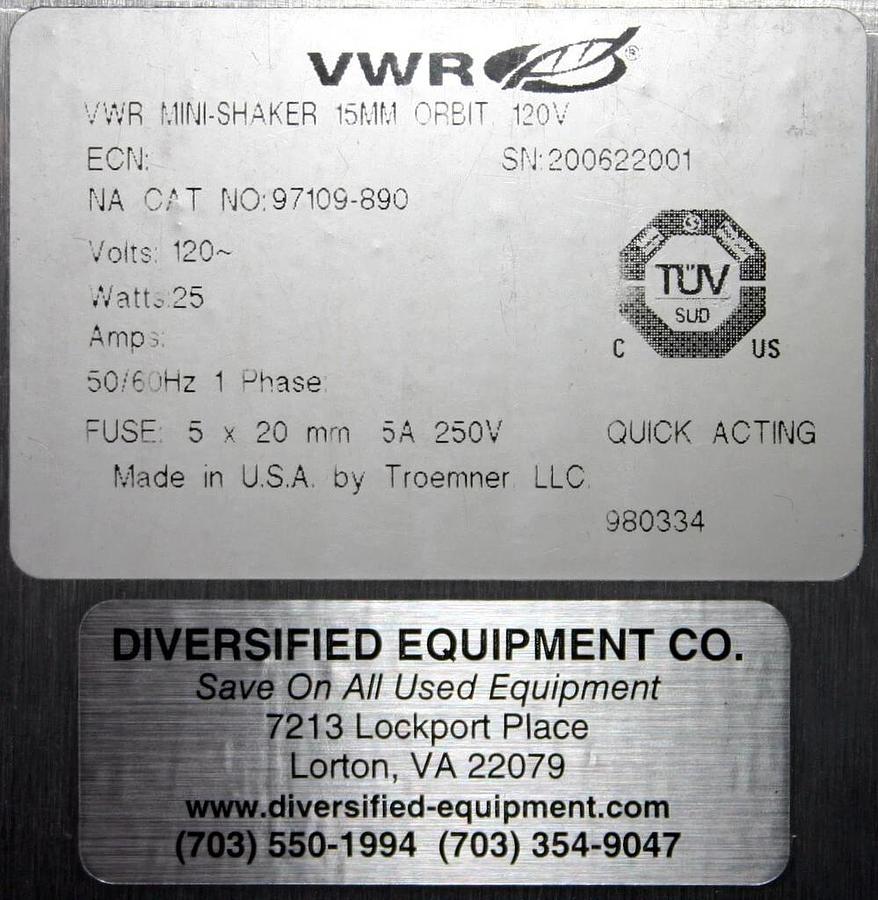 VWR ®
VWR MINI-SHAKER 15MM ORBIT 120V
ECN: SN:200622001
NA CAT NO:97109-890
Volts: 120~
Watts:25
Amps:
50/60Hz 1 Phase:
TÜV
SUD
C US
FUSE: 5 x 20 mm 5A 250V QUICK ACTING
Made in U.S.A. by Troemner LLC.
980334
DIVERSIFIED EQUIPMENT CO.
Save On All Used Equipment
7213 Lockport Place
Lorton, VA 22079
www.diversified-equipment.com
(703) 550-1994 (703) 354-9047